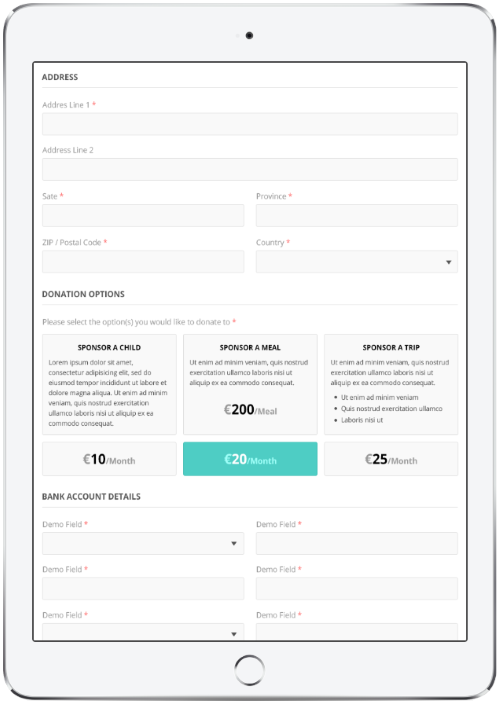 ADDRESS
Addres Line 1 *
Address Line 2
Sate * Province *
ZIP / Postal Code * Country *
DONATION OPTIONS
Please select the option(s) you would like to donate to *
SPONSOR A CHILD
Lorem ipsum dolor sit amet,
consectetur adipisicing elit, sed do
eiusmod tempor incididunt ut labore et
dolore magna aliqua. Ut enim ad minim
veniam, quis nostrud exercitation
ullamco laboris nisi ut aliquip ex ea
commodo consequat.
SPONSOR A MEAL
Ut enim ad minim veniam, quis nostrud
exercitation ullamco laboris nisi ut
aliquip ex ea commodo consequat.
€200/Meal
SPONSOR A TRIP
Ut enim ad minim veniam, quis nostrud
exercitation ullamco laboris nisi ut
aliquip ex ea commodo consequat.
• Ut enim ad minim veniam
• Quis nostrud exercitation ullamco
• Laboris nisi ut
€10/Month €20/Month €25/Month
BANK ACCOUNT DETAILS
Demo Field * Demo Field *
Demo Field * Demo Field *
Demo Field * Demo Field *